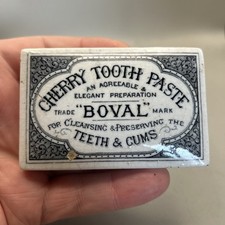 CHERRY TOOTH PASTE
AN AGREEABLE &
ELEGANT PREPARATION
TRADE "BOVAL" MARK
FOR CLEANSING & PRESERVING THE
TEETH & GUMS